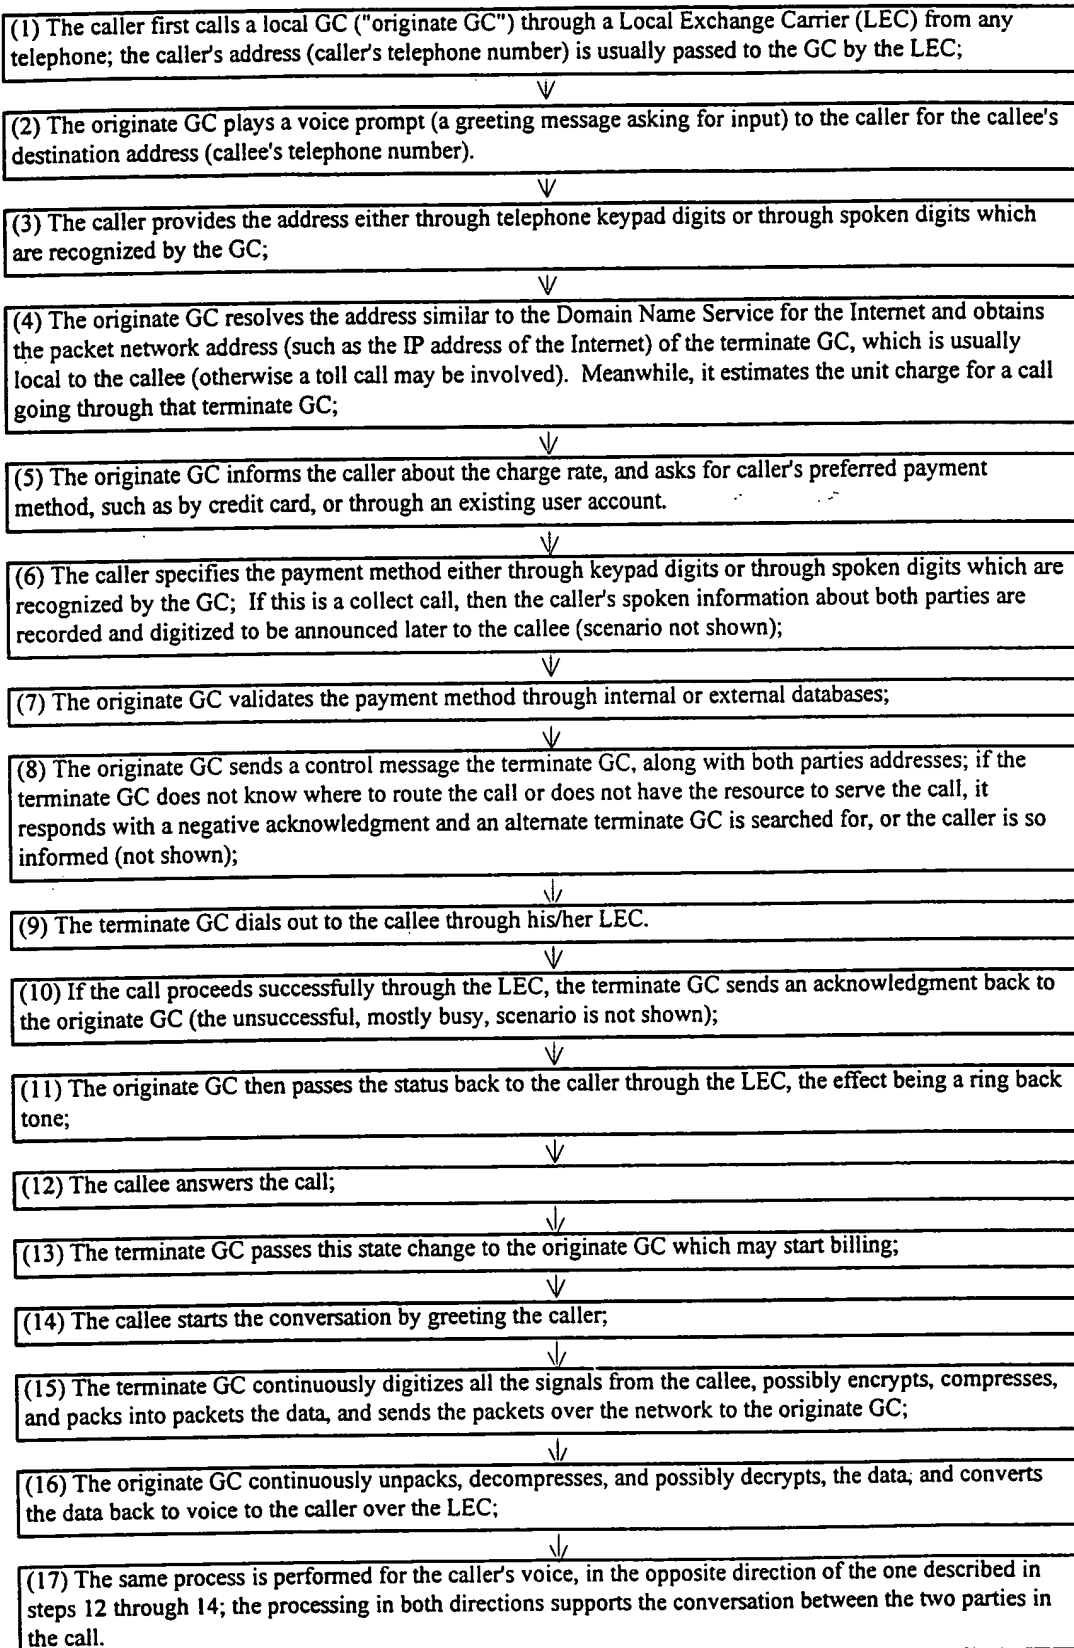 (1) The caller first calls a local GC ("originate GC") through a Local Exchange Carrier (LEC) from any
telephone; the caller's address (caller's telephone number) is usually passed to the GC by the LEC;
(2) The originate GC plays a voice prompt (a greeting message asking for input) to the caller for the callee's
destination address (callee's telephone number).
(3) The caller provides the address either through telephone keypad digits or through spoken digits which
are recognized by the GC;
(4) The originate GC resolves the address similar to the Domain Name Service for the Internet and obtains
the packet network address (such as the IP address of the Internet) of the terminate GC, which is usually
local to the callee (otherwise a toll call may be involved). Meanwhile, it estimates the unit charge for a call
going through that terminate GC;
(5) The originate GC informs the caller about the charge rate, and asks for caller's preferred payment
method, such as by credit card, or through an existing user account.
(6) The caller specifies the payment method either through keypad digits or through spoken digits which are
recognized by the GC; If this is a collect call, then the caller's spoken information about both parties are
recorded and digitized to be announced later to the callee (scenario not shown);
(7) The originate GC validates the payment method through internal or external databases;
(8) The originate GC sends a control message the terminate GC, along with both parties addresses; if the
terminate GC does not know where to route the call or does not have the resource to serve the call, it
responds with a negative acknowledgment and an alternate terminate GC is searched for, or the caller is so
informed (not shown);
(9) The terminate GC dials out to the callee through his/her LEC.
(10) If the call proceeds successfully through the LEC, the terminate GC sends an acknowledgment back to
the originate GC (the unsuccessful, mostly busy, scenario is not shown);
(11) The originate GC then passes the status back to the caller through the LEC, the effect being a ring back
tone;
(12) The callee answers the call;
(13) The terminate GC passes this state change to the originate GC which may start billing;
(14) The callee starts the conversation by greeting the caller;
(15) The terminate GC continuously digitizes all the signals from the callee, possibly encrypts, compresses,
and packs into packets the data, and sends the packets over the network to the originate GC;
(16) The originate GC continuously unpacks, decompresses, and possibly decrypts, the data; and converts
the data back to voice to the caller over the LEC;
(17) The same process is performed for the caller's voice, in the opposite direction of the one described in
steps 12 through 14; the processing in both directions supports the conversation between the two parties in
the call.